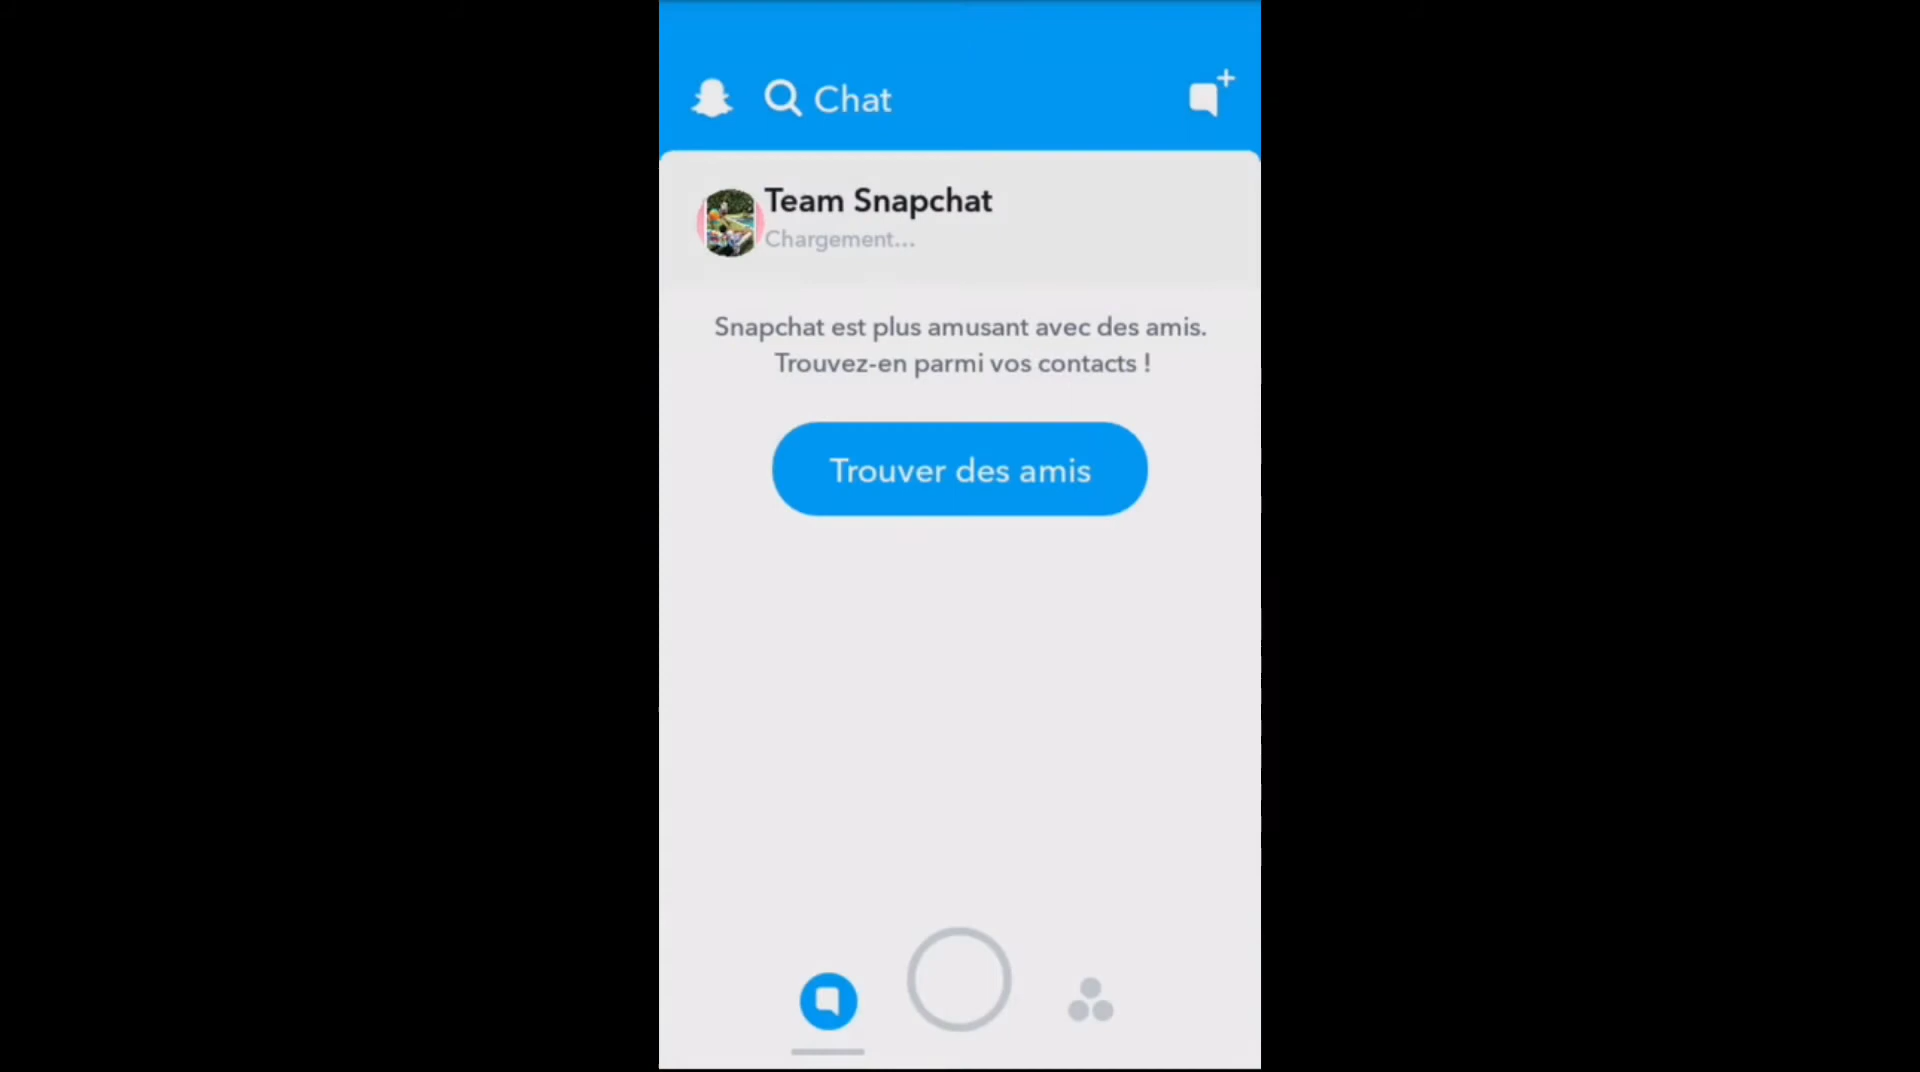 Chat
Team Snapchat
Chargement...
Snapchat est plus amusant avec des amis.
Trouvez-en parmi vos contacts !
Trouver des amis